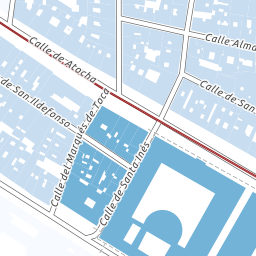 Calle de Atocha
Calle Alma
Calle de San
de San Ildefonso
Calle del Marqués de Toca
Calle de Santa Inés